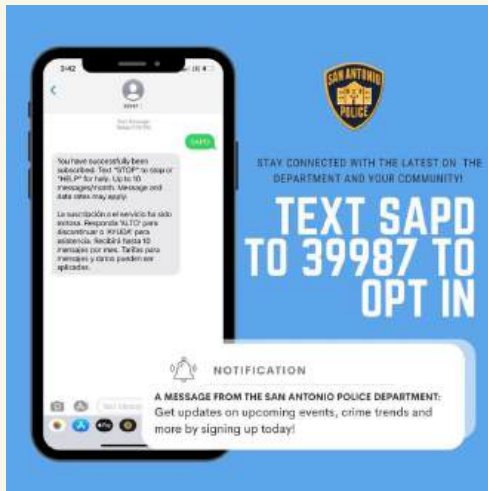 3:42
SAPD
You have successfully been
subscribed. Text "STOP" to stop or
"HELP" for help. Up to 10
messages/month. Message and
data rates may apply.
La suscripción a el servicio ha sido
exitosa. Responda 'ALTO' para
discontinuar o 'AYUDA' para
asistencia. Recibirá hasta 10
mensajes por mes. Tarifas para
mensajes y datos pueden ser
aplicadas.
SAN ANTONIO
POLICE
STAY CONNECTED WITH THE LATEST ON THE
DEPARTMENT AND YOUR COMMUNITY!
TEXT SAPD
TO 39987 TO
OPT IN
NOTIFICATION
A MESSAGE FROM THE SAN ANTONIO POLICE DEPARTMENT:
Get updates on upcoming events, crime trends and
more by signing up today!